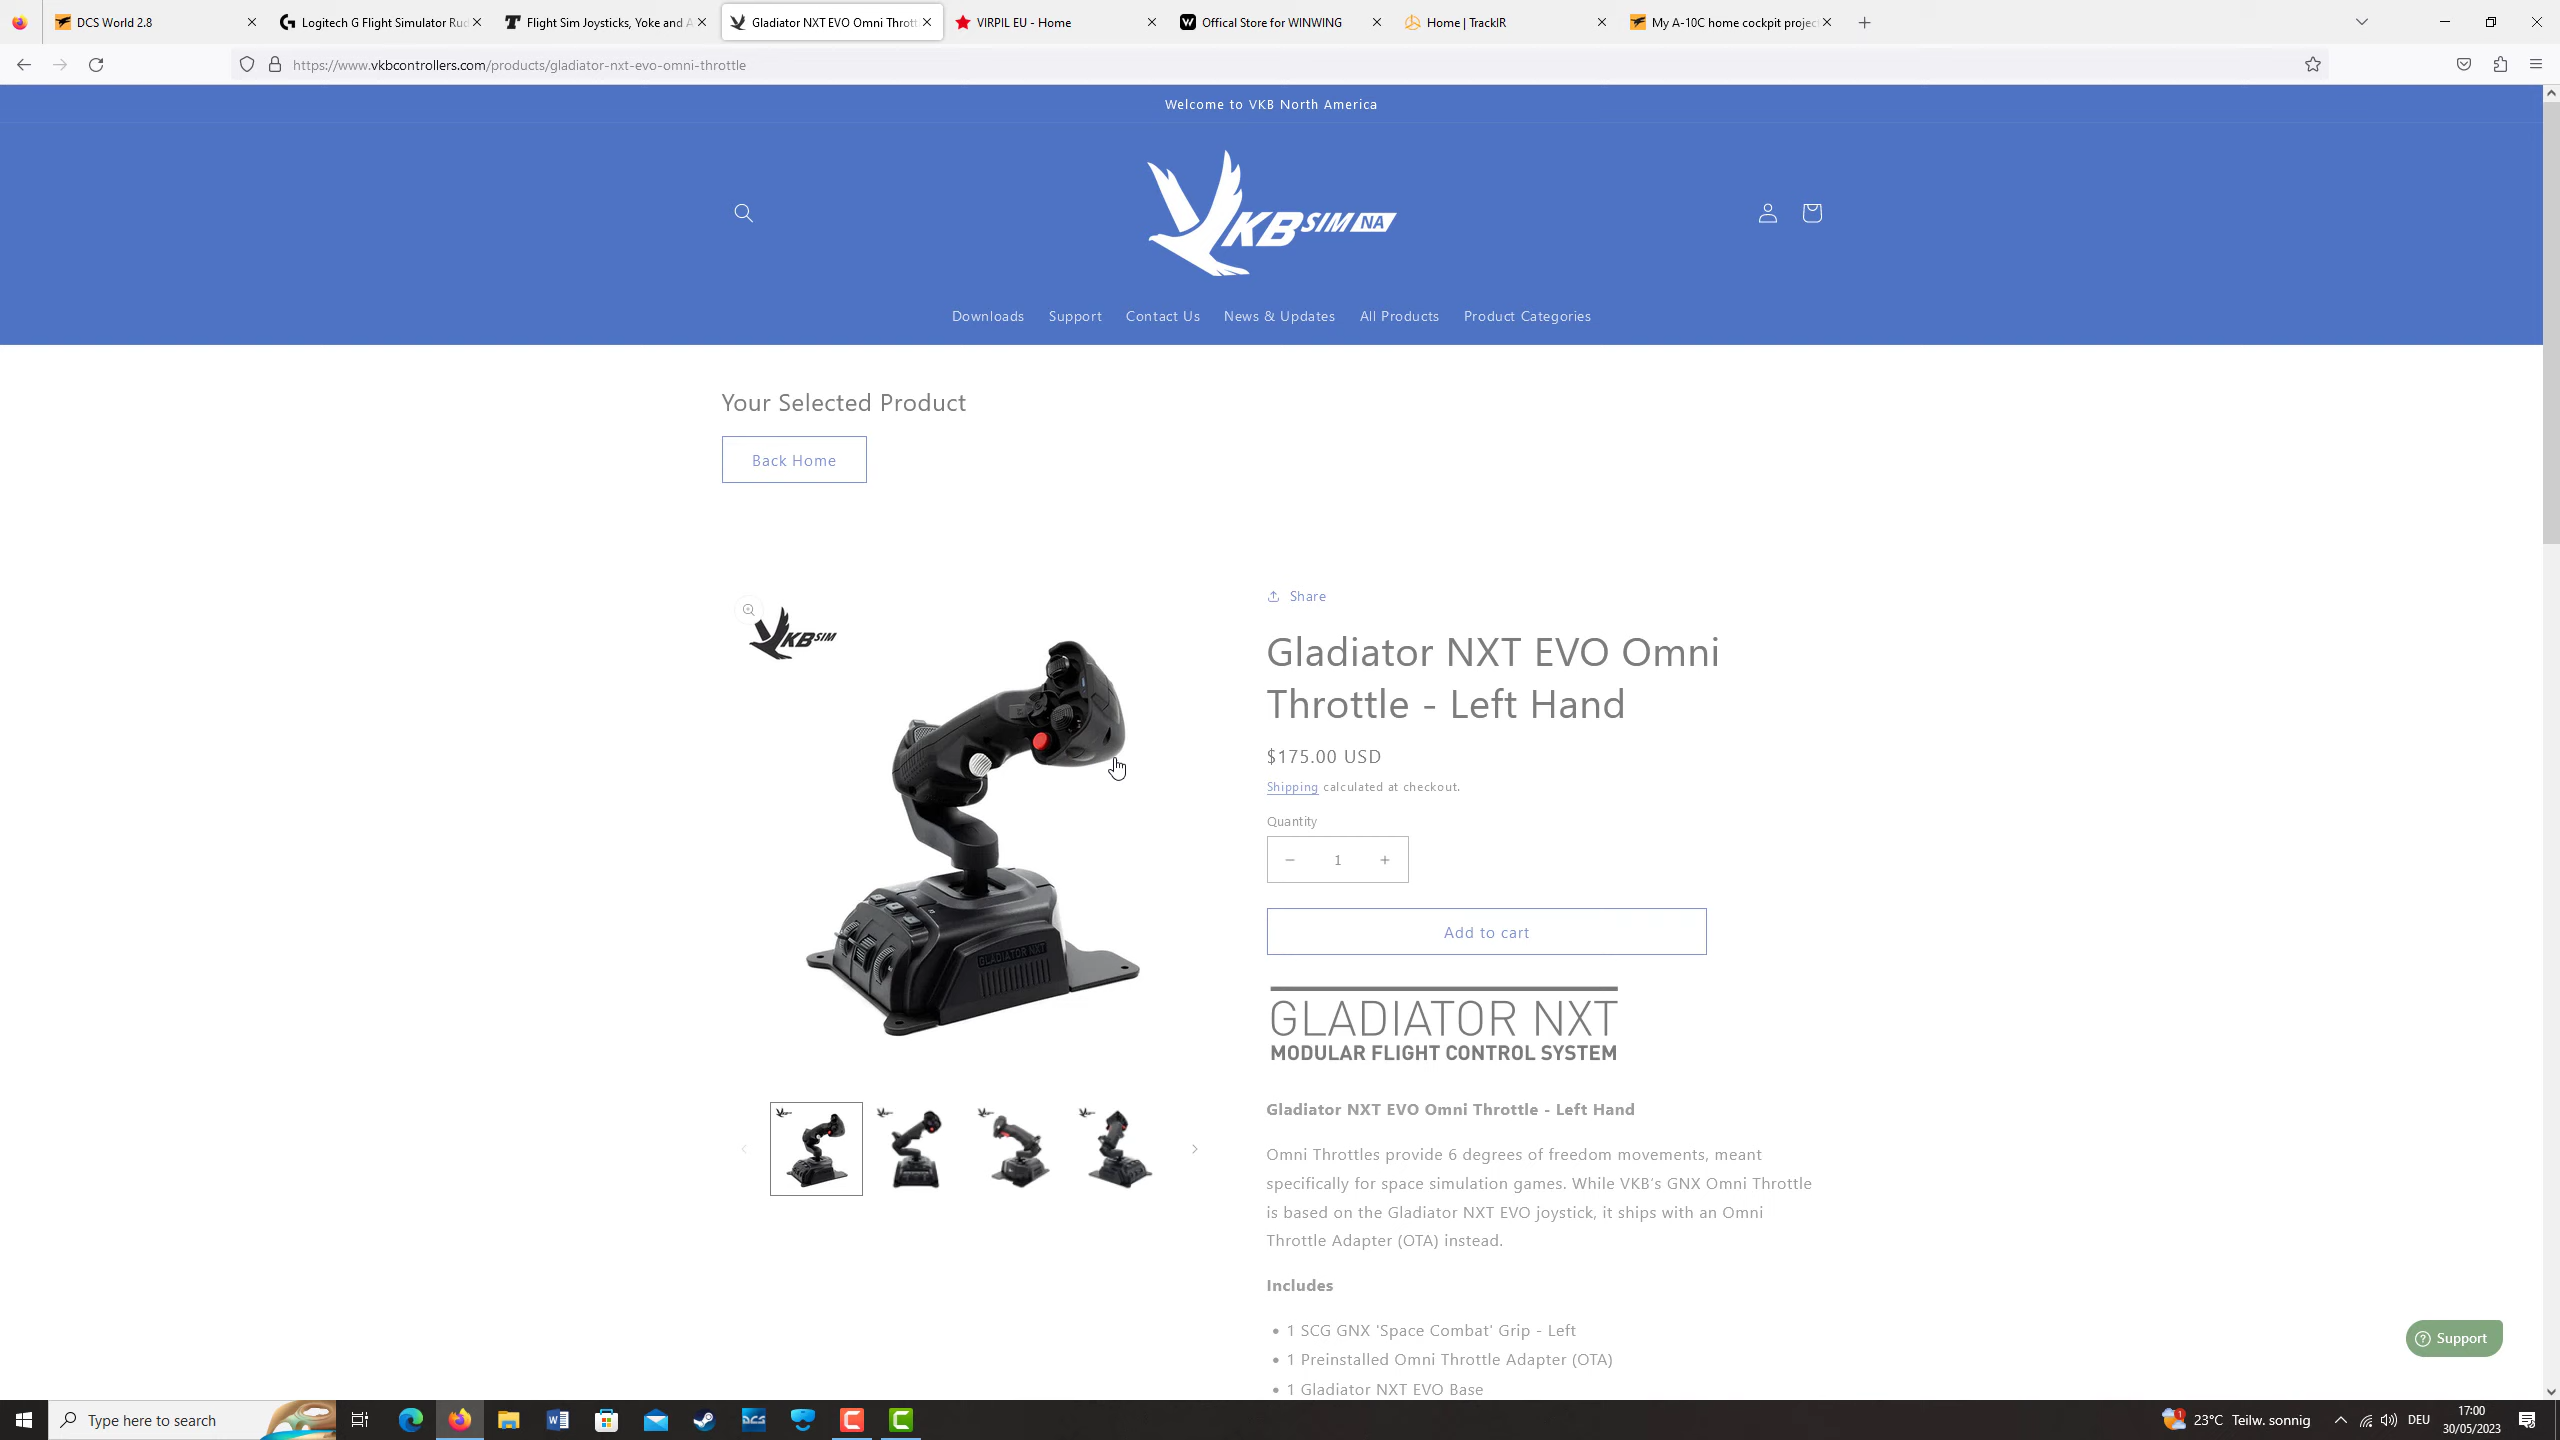 DCS World 2.8
Logitech G Flight Simulator Rud
Flight Sim Joysticks, Yoke and A
Gladiator NXT EVO Omni Thrott
VIRPIL EU - Home
Offical Store for WINWING
Home | TrackIR
My A-10C home cockpit project
https://www.vkbcontrollers.com/products/gladiator-nxt-evo-omni-throttle
Welcome to VKB North America
VKB SIM NA
Downloads
Support
Contact Us
News & Updates
All Products
Product Categories
Your Selected Product
Back Home
VKB SIM
Share
Gladiator NXT EVO Omni
Throttle - Left Hand
$175.00 USD
Shipping calculated at checkout.
Quantity
− 1 +
Add to cart
GLADIATOR NXT
GLADIATOR NXT
MODULAR FLIGHT CONTROL SYSTEM
Gladiator NXT EVO Omni Throttle - Left Hand
Omni Throttles provide 6 degrees of freedom movements, meant
specifically for space simulation games. While VKB's GNX Omni Throttle
is based on the Gladiator NXT EVO joystick, it ships with an Omni
Throttle Adapter (OTA) instead.
Includes
• 1 SCG GNX 'Space Combat' Grip - Left
• 1 Preinstalled Omni Throttle Adapter (OTA)
• 1 Gladiator NXT EVO Base
Support
Type here to search
DCS
1
23°C Teilw. sonnig
DEU
17:00
30/05/2023